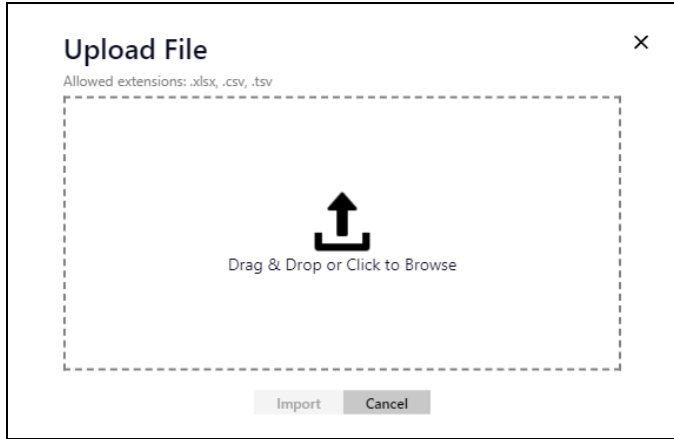 Upload File
Allowed extensions: .xlsx, .csv, .tsv
Drag & Drop or Click to Browse
Import Cancel